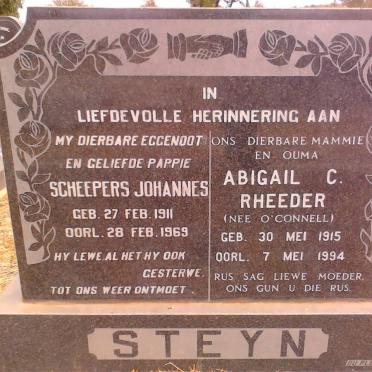 IN
LIEFDEVOLLE HERINNERING AAN
MY DIERBARE EGGENOOT
EN GELIEFDE PAPPIE
SCHEEPERS JOHANNES
GEB. 27 FEB. 1911
OORL. 28 FEB. 1969
HY LEWE AL HET HY OOK
GESTERWE.
TOT ONS WEER ONTMOET.
ONS DIERBARE MAMMIE
EN OUMA
ABIGAIL C.
RHEEDER
(NEE O'CONNELL)
GEB. 30 MEI 1915
OORL. 7 MEI 1994
RUS SAG LIEWE MOEDER,
ONS GUN U DIE RUS.
STEYN